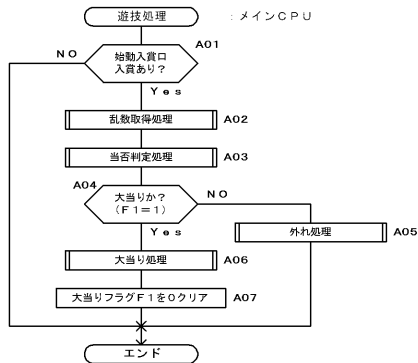 遊技処理
：メインＣＰＵ
ＮＯ
始動入賞口
入賞あり？
Ａ０１
Ｙｅｓ
乱数取得処理
Ａ０２
当否判定処理
Ａ０３
Ａ０４
大当りか？
（Ｆ１＝１）
ＮＯ
Ｙｅｓ
外れ処理
Ａ０５
大当り処理
Ａ０６
大当りフラグＦ１を０クリア
Ａ０７
エンド